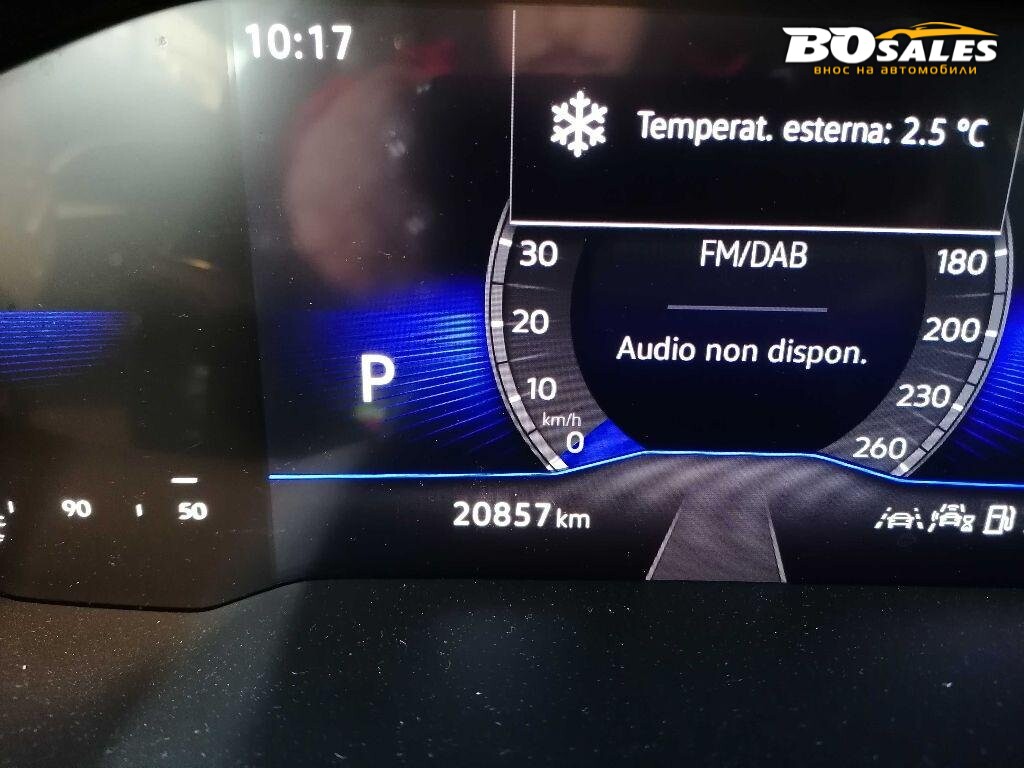 10:17
BOSALES
внос на автомобили
Temperat. esterna: 2.5 °C
FM/DAB
Audio non dispon.
30
20
10
km/h
0
180
200
230
260
P
90
50
20857 km